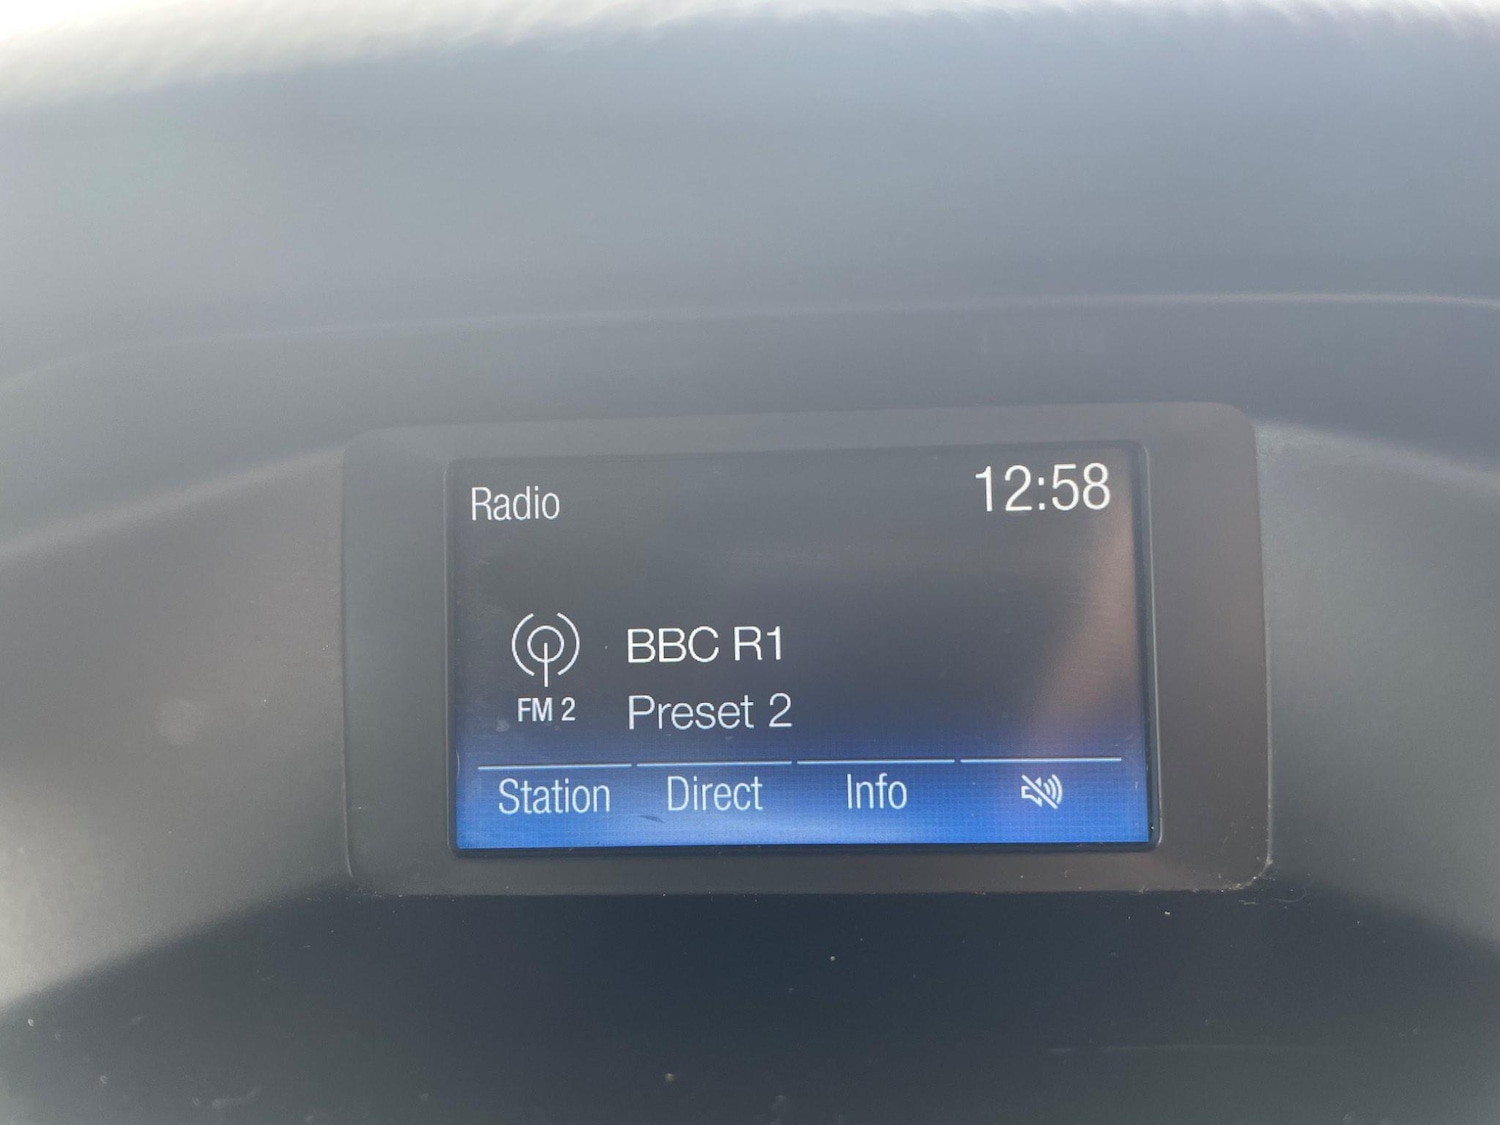 Radio
12:58
BBC R1
FM 2
Preset 2
Station
Direct
Info